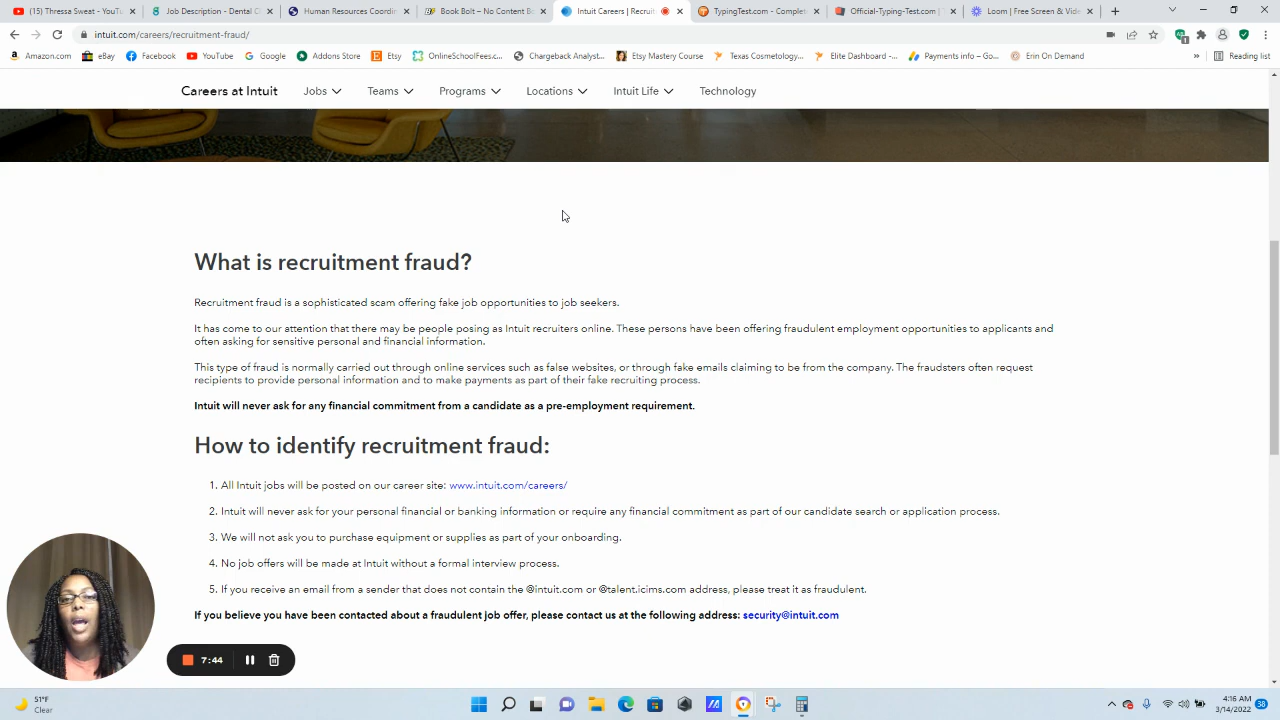 (15) Thressa Sweat - YouTu
Job Description - Dental C
Human Resources Coordin
Bode Bolt – No Content B
Intuit Careers | Recruit
TypingTest.com - Complet
Official-Typing-Test.com |
Loom | Free Screen & Vide
intuit.com/careers/recruitment-fraud/
Amazon.com eBay Facebook YouTube Google Addons Store Etsy OnlineSchoolFees.c... Chargeback Analyst... Etsy Mastery Course Texas Cosmetology... Elite Dashboard -... Payments info – Go... Erin On Demand » Reading list
Careers at Intuit Jobs Teams Programs Locations Intuit Life Technology
What is recruitment fraud?
Recruitment fraud is a sophisticated scam offering fake job opportunities to job seekers.
It has come to our attention that there may be people posing as Intuit recruiters online. These persons have been offering fraudulent employment opportunities to applicants and
often asking for sensitive personal and financial information.
This type of fraud is normally carried out through online services such as false websites, or through fake emails claiming to be from the company. The fraudsters often request
recipients to provide personal information and to make payments as part of their fake recruiting process.
Intuit will never ask for any financial commitment from a candidate as a pre-employment requirement.
How to identify recruitment fraud:
1. All Intuit jobs will be posted on our career site: www.intuit.com/careers/
2. Intuit will never ask for your personal financial or banking information or require any financial commitment as part of our candidate search or application process.
3. We will not ask you to purchase equipment or supplies as part of your onboarding.
4. No job offers will be made at Intuit without a formal interview process.
5. If you receive an email from a sender that does not contain the @intuit.com or @talent.icims.com address, please treat it as fraudulent.
If you believe you have been contacted about a fraudulent job offer, please contact us at the following address: security@intuit.com
7:44
51°F
Clear
4:16 AM
3/14/2022
38